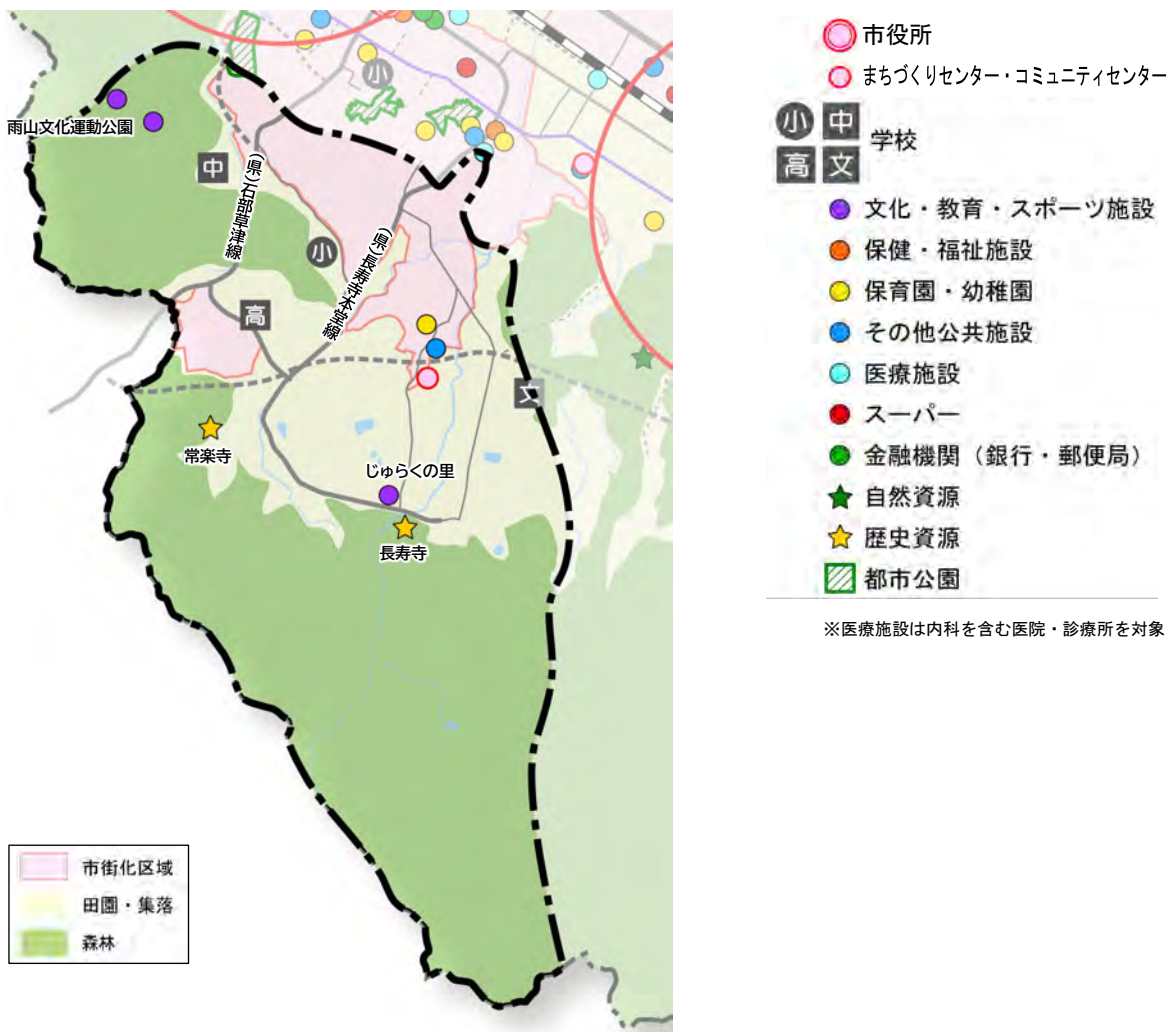 雨山文化運動公園
小
中
(県)石部草津線
小
(県)長寿寺本堂線
高
文
常楽寺
じゅらくの里
長寿寺
市街化区域
田園・集落
森林
市役所
まちづくりセンター・コミュニティセンター
小 中
高 文
学校
文化・教育・スポーツ施設
保健・福祉施設
保育園・幼稚園
その他公共施設
医療施設
スーパー
金融機関（銀行・郵便局）
自然資源
歴史資源
都市公園
※医療施設は内科を含む医院・診療所を対象